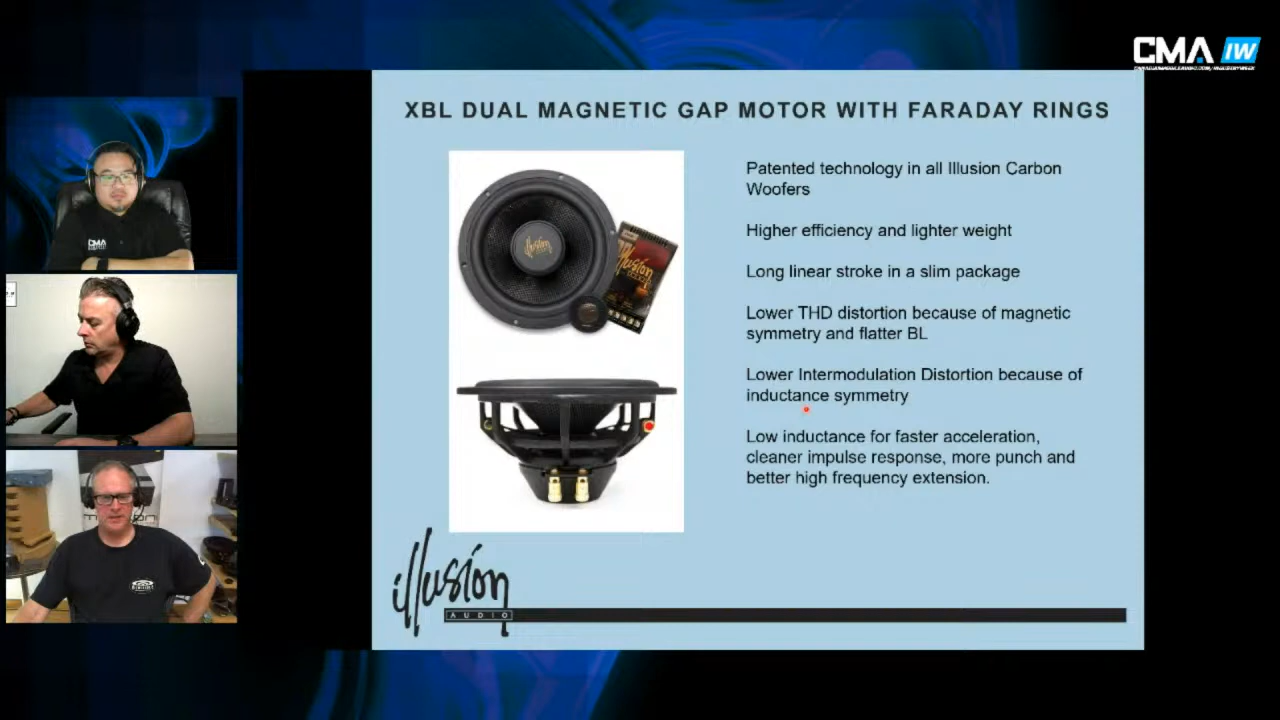 CMA IW
XBL DUAL MAGNETIC GAP MOTOR WITH FARADAY RINGS
Patented technology in all Illusion Carbon
Woofers
Higher efficiency and lighter weight
Long linear stroke in a slim package
Lower THD distortion because of magnetic
symmetry and flatter BL
Lower Intermodulation Distortion because of
inductance symmetry
Low inductance for faster acceleration,
cleaner impulse response, more punch and
better high frequency extension.
illusion
illusion
CMA
illusion
AUDIO